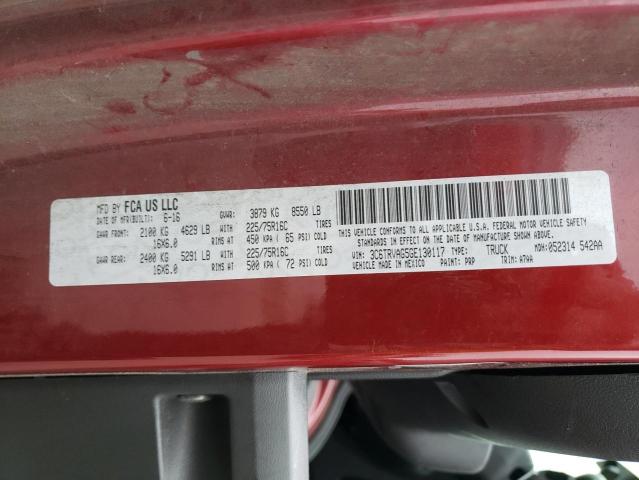 MFD BY FCA US LLC
DATE OF MFR(BUILT): 6-16 GVWR: 3879 KG 8550 LB
GAWR FRONT: 2100 KG 4629 LB WITH 225/75R16C TIRES
16X6.0 RIMS AT 450 KPA ( 65 PSI) COLD
GAWR REAR: 2400 KG 5291 LB WITH 225/75R16C TIRES
16X6.0 RIMS AT 500 KPA ( 72 PSI) COLD
THIS VEHICLE CONFORMS TO ALL APPLICABLE U.S.A. FEDERAL MOTOR VEHICLE SAFETY
STANDARDS IN EFFECT ON THE DATE OF MANUFACTURE SHOWN ABOVE.
VIN: 3C6TRVAG5GE130117 TYPE: TRUCK MDH:052314 542AA
VEHICLE MADE IN MEXICO PAINT: PRP TRIM: A7AA